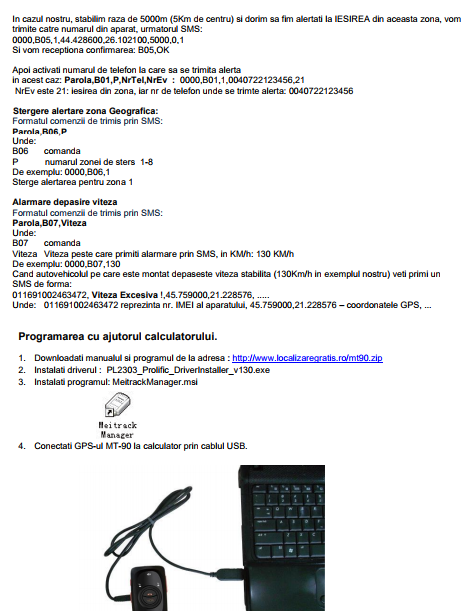 In cazul nostru, stabilim raza de 5000m (5Km de centru) si dorim sa fim alertati la IESIREA din aceasta zona, vom
trimite catre numarul din aparat, urmatorul SMS:
0000,B05,1,44.428600,26.102100,5000,0,1
Si vom receptiona confirmarea: B05,OK
Apoi activati numarul de telefon la care sa se trimita alerta
in acest caz: Parola,B01,P,NrTel,NrEv : 0000,B01,1,0040722123456,21
NrEv este 21: iesirea din zona, iar nr de telefon unde se trimte alerta: 0040722123456
Stergere alertare zona Geografica:
Formatul comenzii de trimis prin SMS:
Parola,B06,P
Unde:
B06 comanda
P numarul zonei de sters 1-8
De exemplu: 0000,B06,1
Sterge alertarea pentru zona 1
Alarmare depasire viteza
Formatul comenzii de trimis prin SMS:
Parola,B07,Viteza
Unde:
B07 comanda
Viteza Viteza peste care primiti alarmare prin SMS, in KM/h: 130 KM/h
De exemplu: 0000,B07,130
Cand autovehicolul pe care este montat depaseste viteza stabilita (130Km/h in exemplul nostru) veti primi un
SMS de forma:
011691002463472, Viteza Excesiva !,45.759000,21.228576, .....
Unde: 011691002463472 reprezinta nr. IMEI al aparatului, 45.759000,21.228576 – coordonatele GPS, ...
Programarea cu ajutorul calculatorului.
1. Downloadati manualul si programul de la adresa : http://www.localizaregratis.ro/mt90.zip
2. Instalati driverul : PL2303_Prolific_DriverInstaller_v130.exe
3. Instalati programul: MeitrackManager.msi
Meitrack
Manager
4. Conectati GPS-ul MT-90 la calculator prin cablul USB.